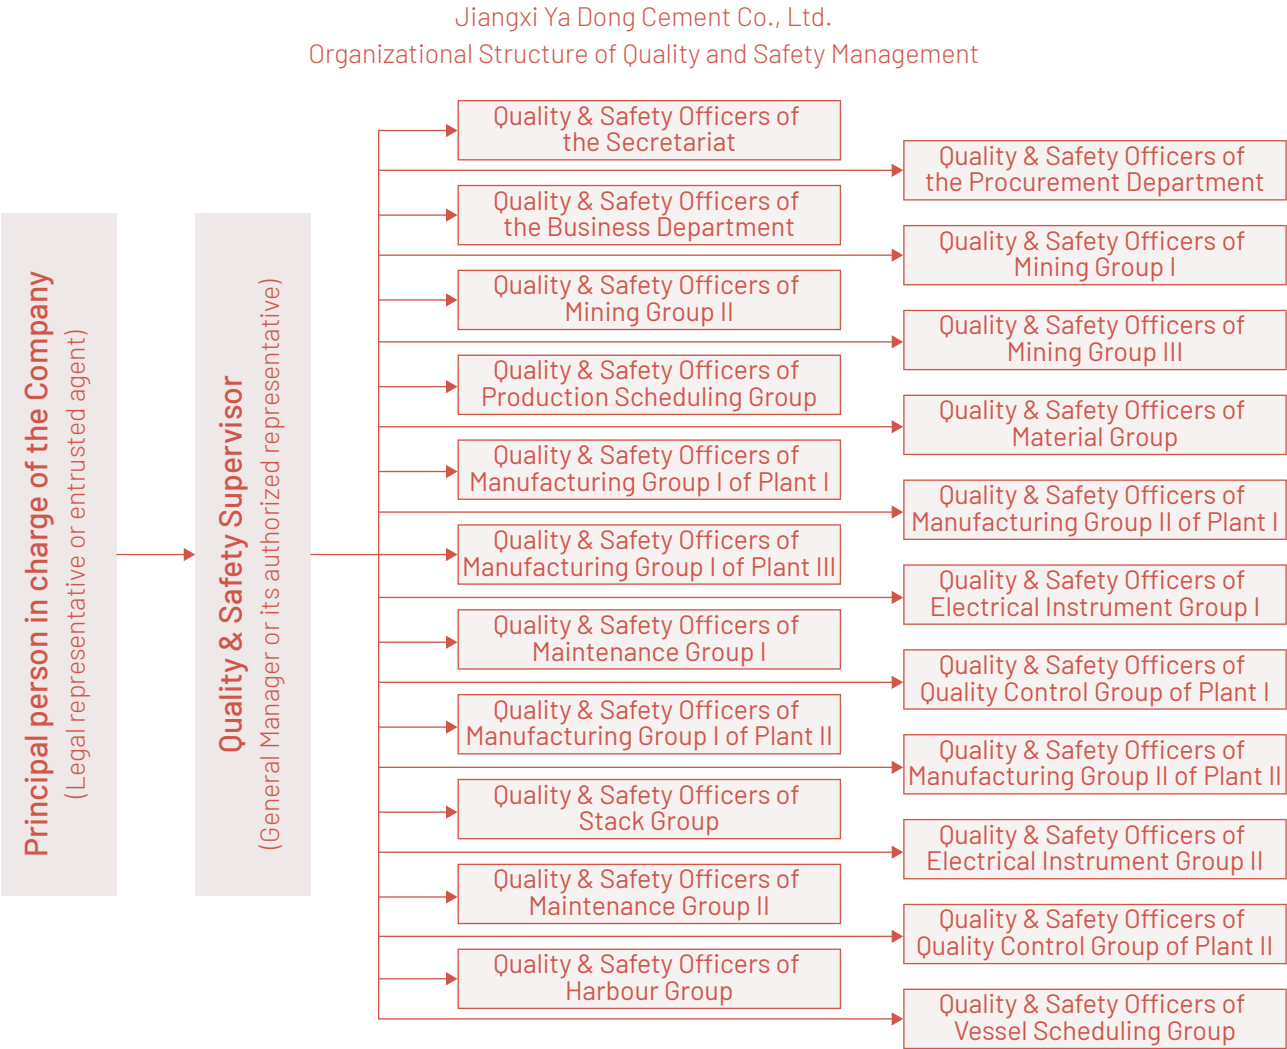 Jiangxi Ya Dong Cement Co., Ltd.
Organizational Structure of Quality and Safety Management
Principal person in charge of the Company
(Legal representative or entrusted agent)
Quality & Safety Supervisor
(General Manager or its authorized representative)
Quality & Safety Officers of
the Secretariat
Quality & Safety Officers of
the Procurement Department
Quality & Safety Officers of
the Business Department
Quality & Safety Officers of
Mining Group I
Quality & Safety Officers of
Mining Group II
Quality & Safety Officers of
Mining Group III
Quality & Safety Officers of
Production Scheduling Group
Quality & Safety Officers of
Material Group
Quality & Safety Officers of
Manufacturing Group I of Plant I
Quality & Safety Officers of
Manufacturing Group II of Plant I
Quality & Safety Officers of
Manufacturing Group I of Plant III
Quality & Safety Officers of
Electrical Instrument Group I
Quality & Safety Officers of
Maintenance Group I
Quality & Safety Officers of
Quality Control Group of Plant I
Quality & Safety Officers of
Manufacturing Group I of Plant II
Quality & Safety Officers of
Manufacturing Group II of Plant II
Quality & Safety Officers of
Stack Group
Quality & Safety Officers of
Electrical Instrument Group II
Quality & Safety Officers of
Maintenance Group II
Quality & Safety Officers of
Quality Control Group of Plant II
Quality & Safety Officers of
Harbour Group
Quality & Safety Officers of
Vessel Scheduling Group